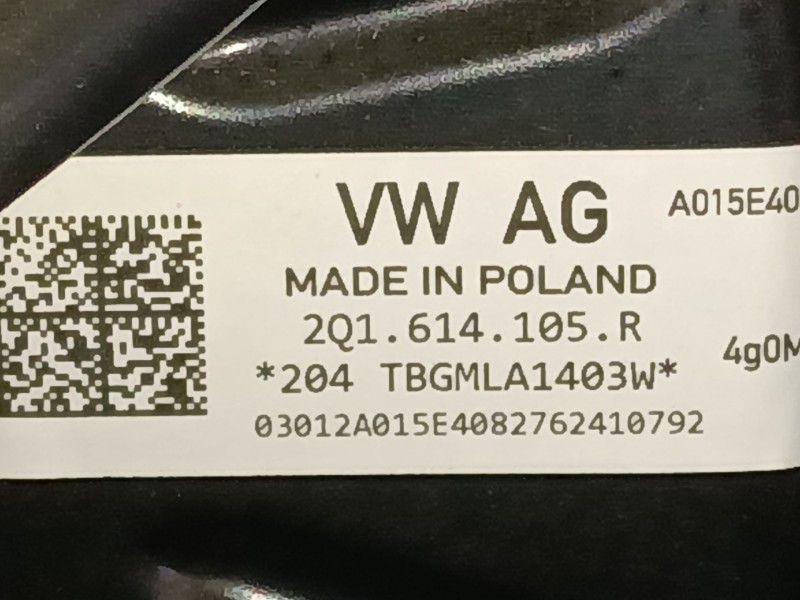 VW AG
A015E40
MADE IN POLAND
2Q1.614.105.R
4g0M
*204 TBGMLA1403W*
03012A015E4082762410792